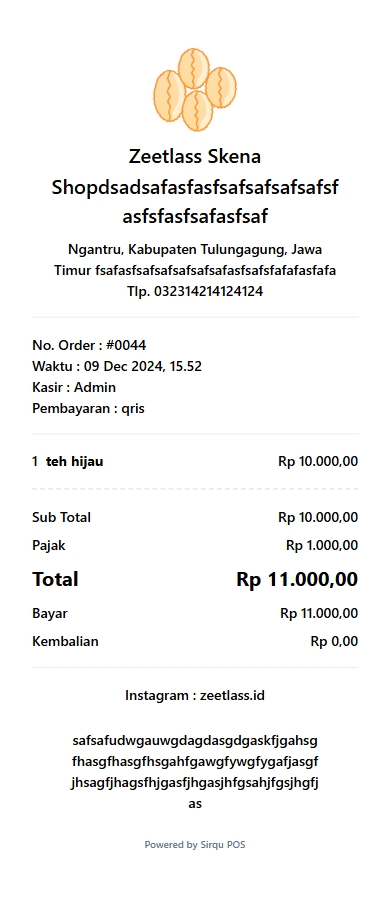 Zeetlass Skena
Shopdsadsafasfasfsafsafsafsafsfsf
asfsfasfsafasfsaf
Ngantru, Kabupaten Tulungagung, Jawa
Timur fsafasfsafsafsafsafsafasfsafsfafafasfafa
Tlp. 032314214124124
No. Order : #0044
Waktu : 09 Dec 2024, 15.52
Kasir : Admin
Pembayaran : qris
1 teh hijau Rp 10.000,00
Sub Total Rp 10.000,00
Pajak Rp 1.000,00
Total Rp 11.000,00
Bayar Rp 11.000,00
Kembalian Rp 0,00
Instagram : zeetlass.id
safsafudwgauwgdagdasgdgaskfjgahsg
fhasgfhasgfhsgahfgawgfywgfygafjasgf
jhsagfjhagsfhjgasfjhgasjhfgsahjfgsjhgfj
as
Powered by Sirqu POS